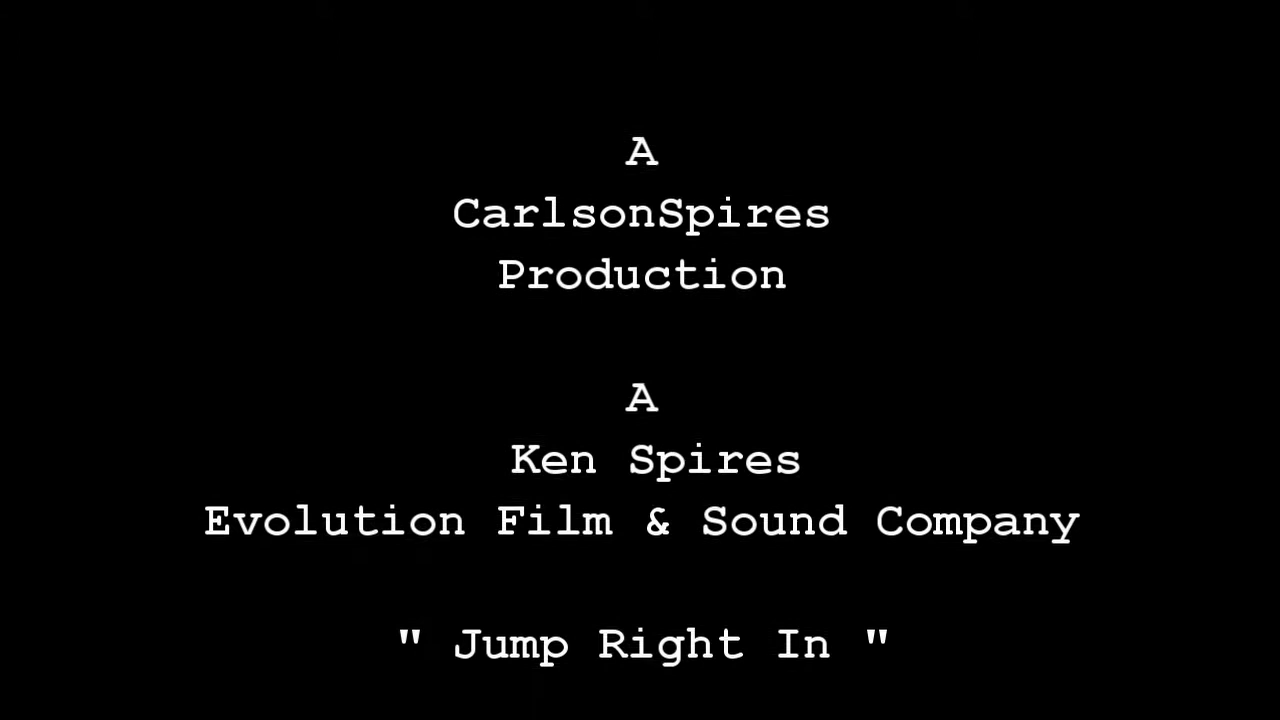 A
CarlsonSpires
Production
A
Ken Spires
Evolution Film & Sound Company
" Jump Right In "